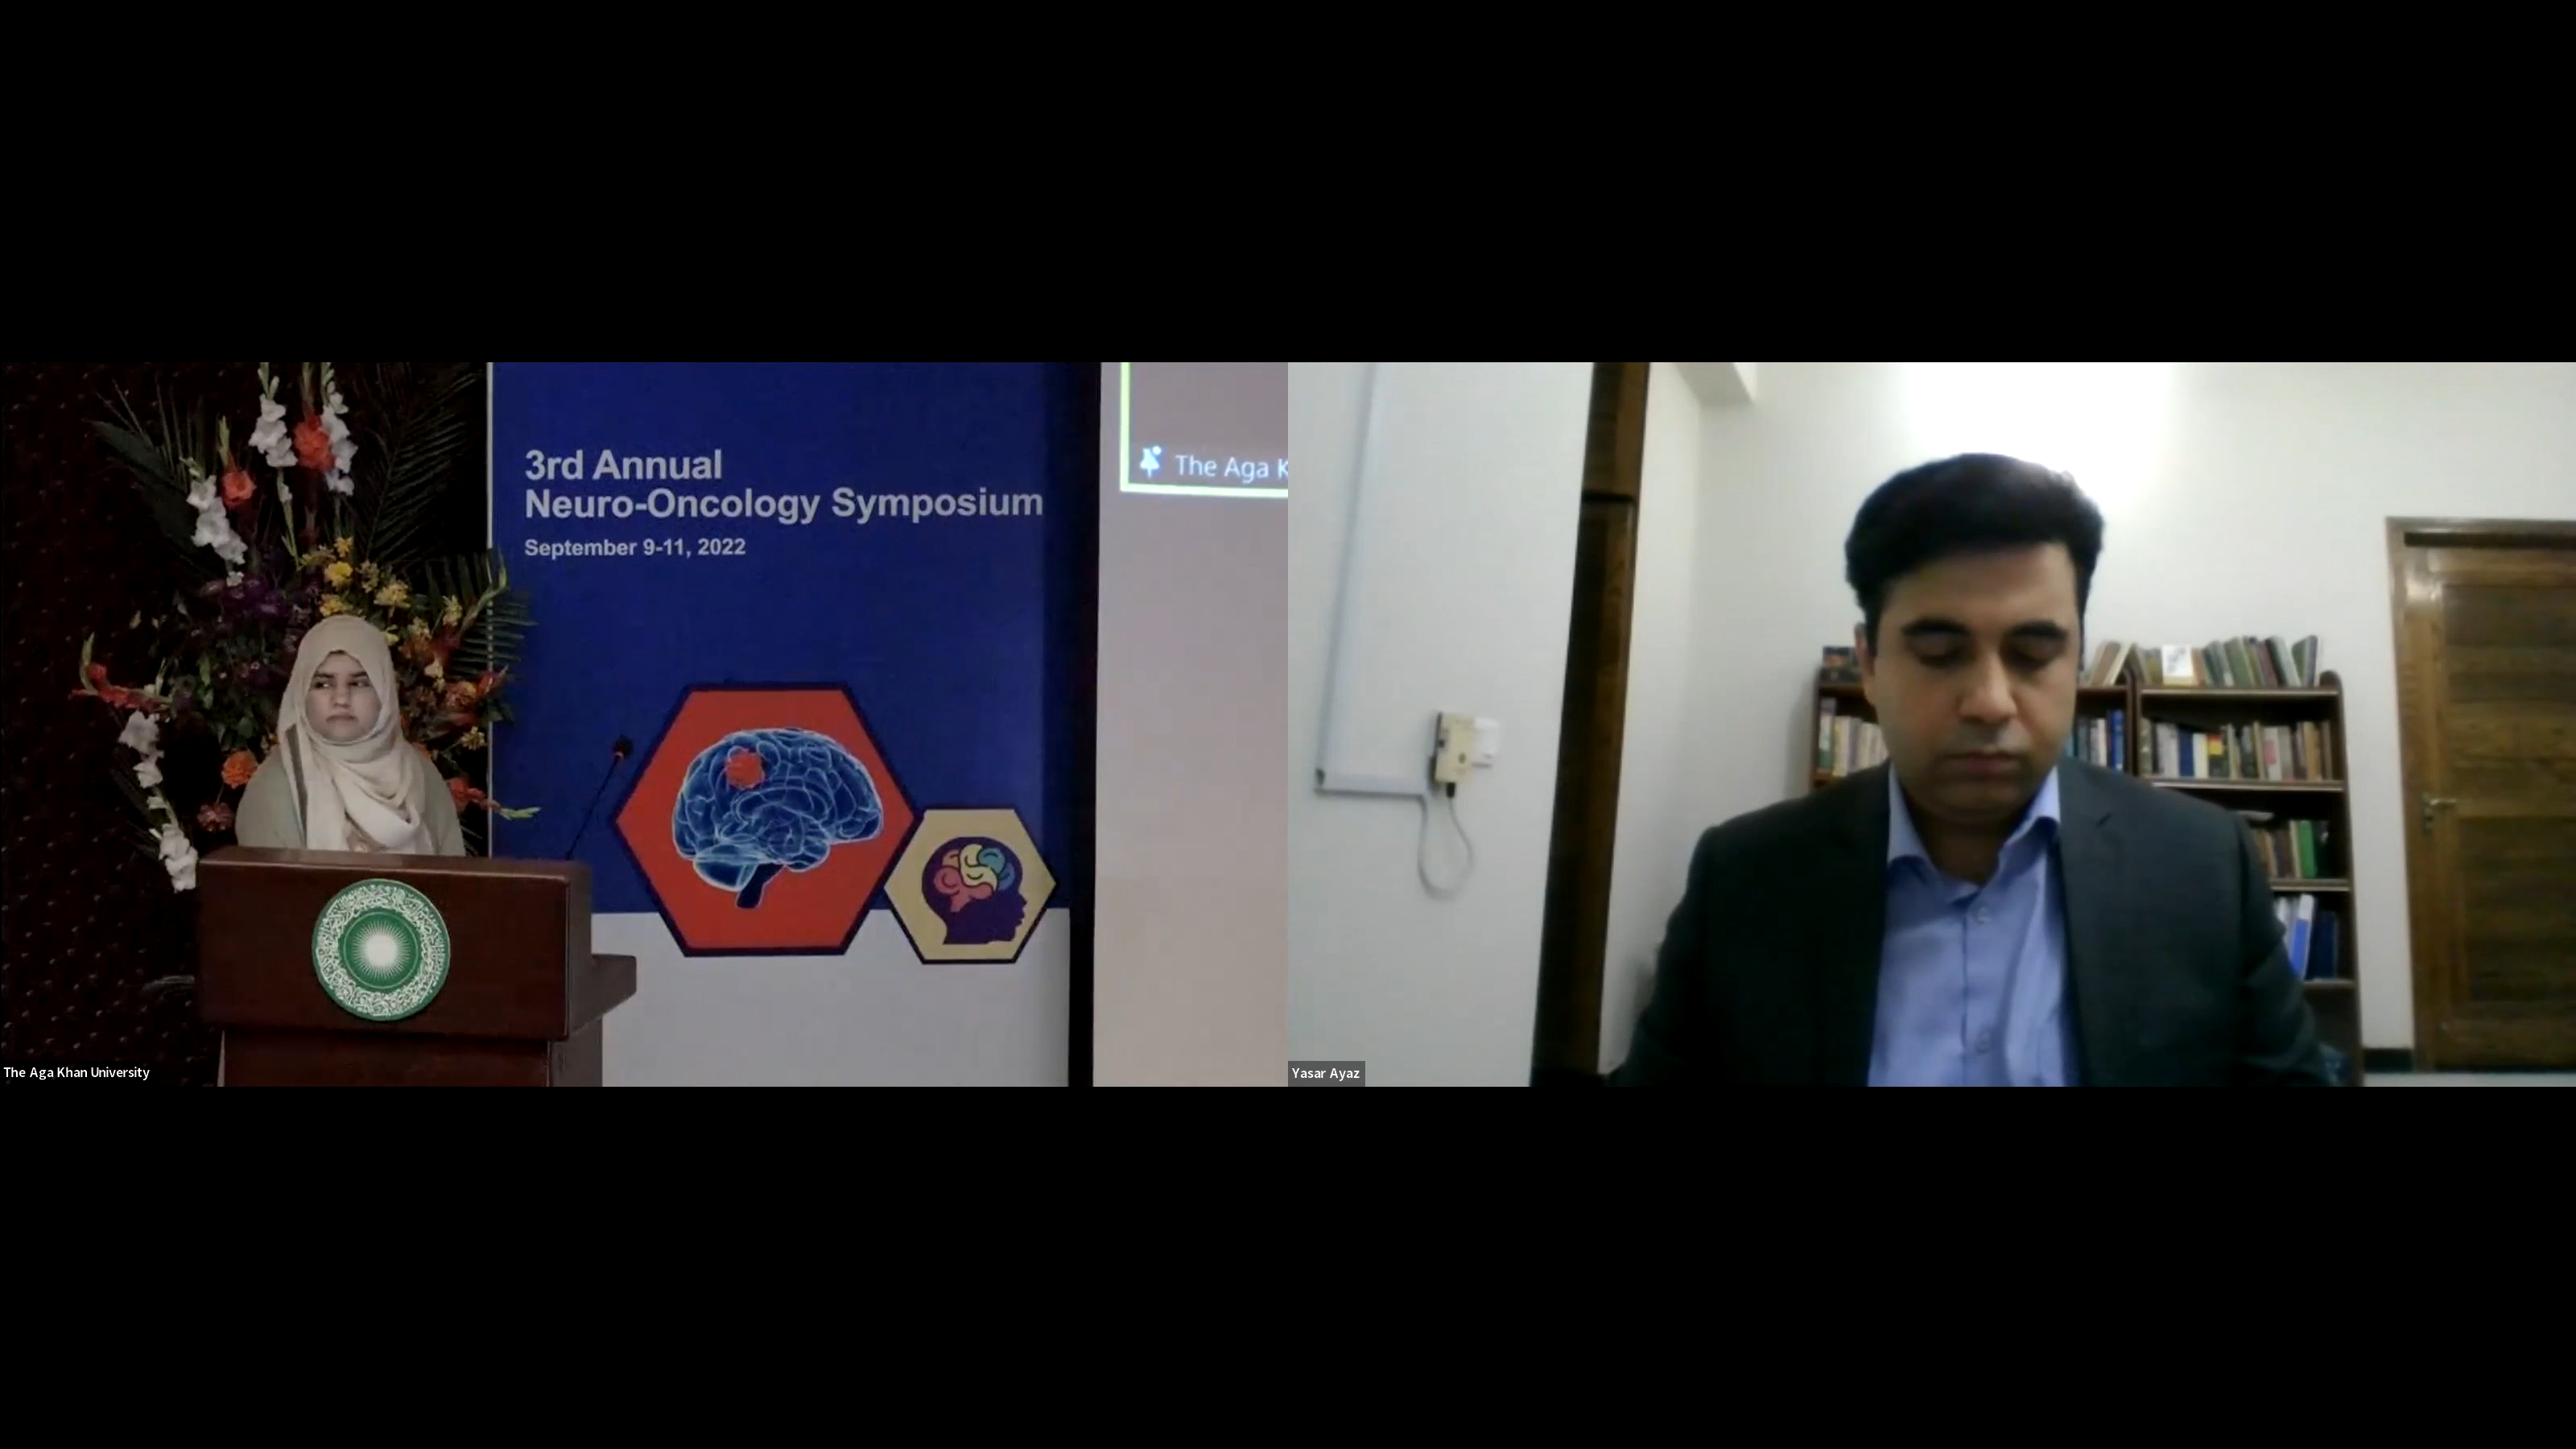 3rd Annual
Neuro-Oncology Symposium
September 9-11, 2022
The Aga K
The Aga Khan University
Yasar Ayaz